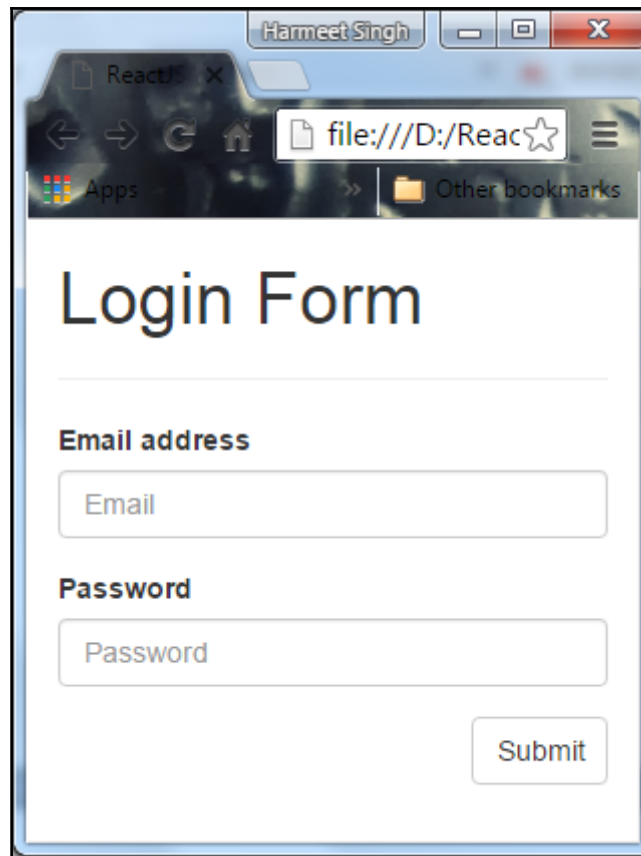 Harmeet Singh
ReactJS
file:///D:/Reac
Apps » Other bookmarks
Login Form
Email address
Email
Password
Password
Submit